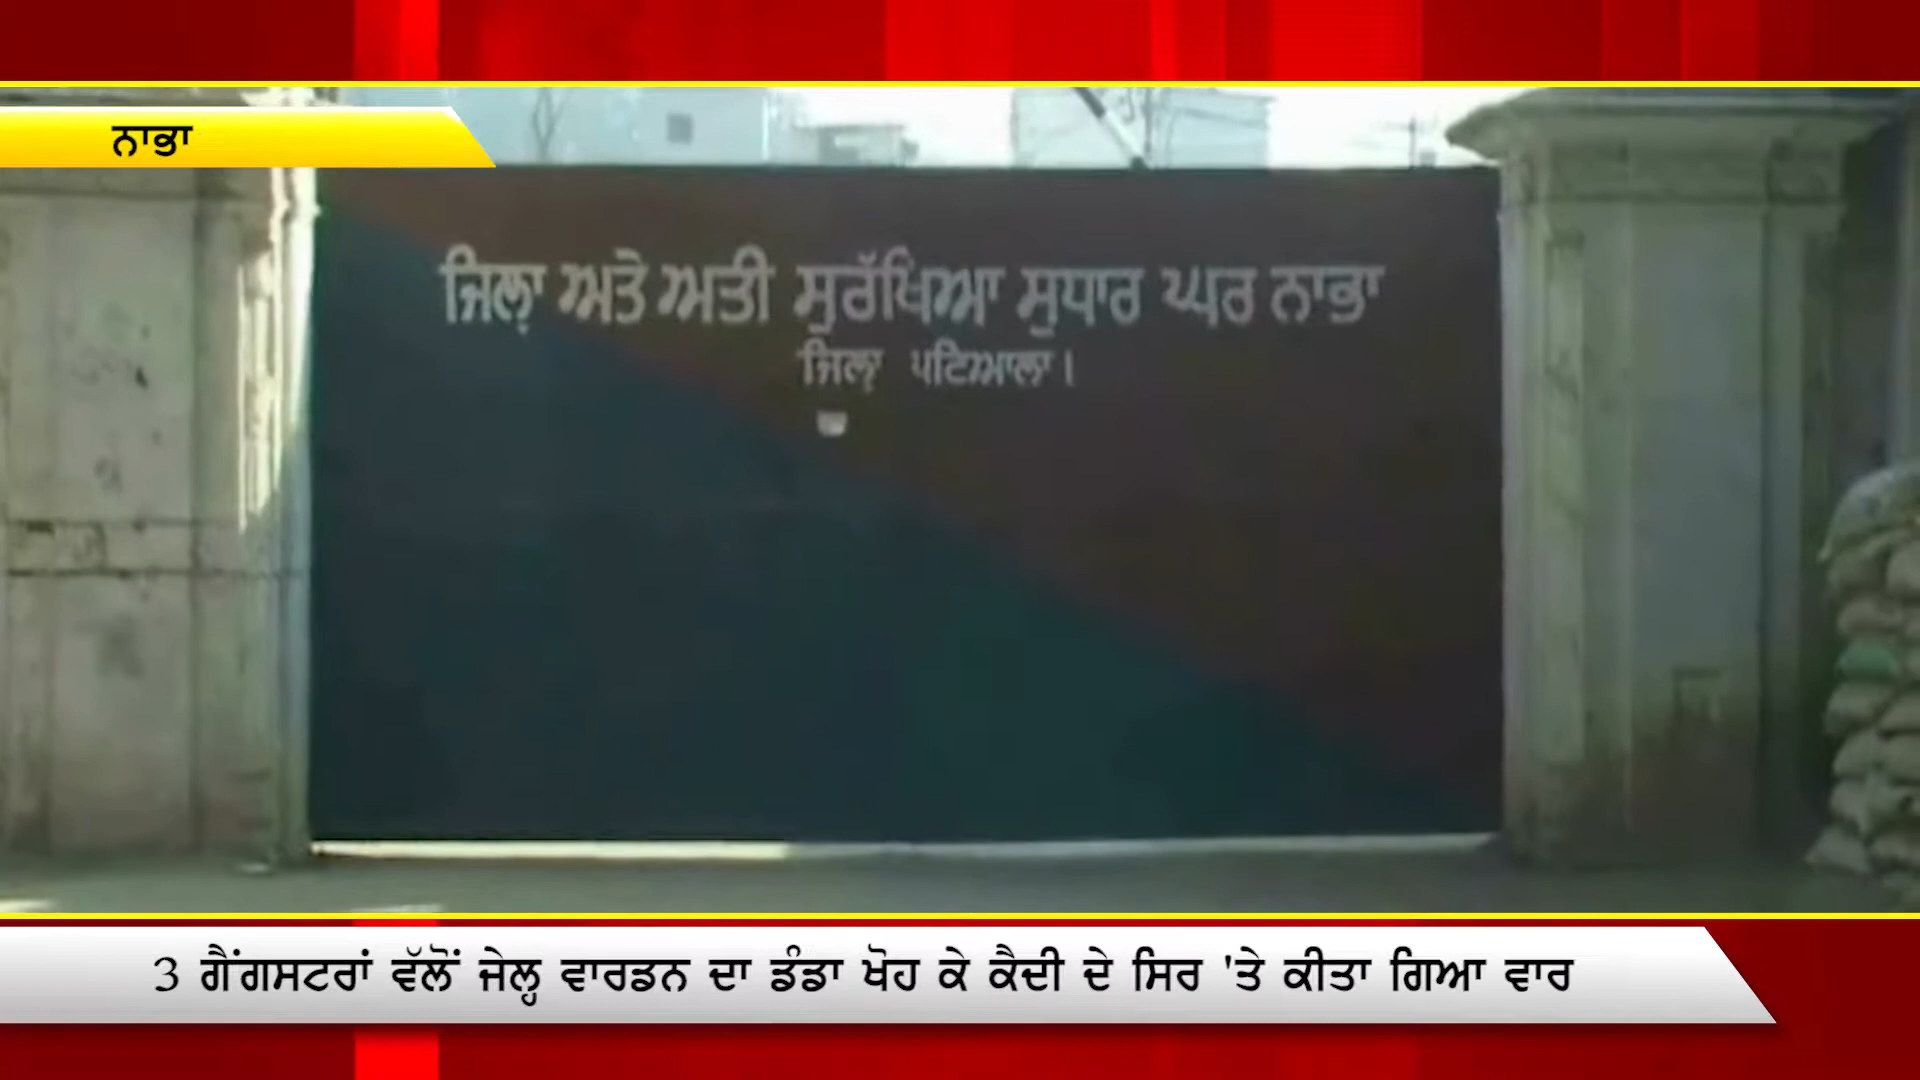 ਨਾਭਾ
ਜਿਲ੍ਹਾ ਅਤੇ ਅਤੀ ਸੁਰੱਖਿਆ ਸੁਧਾਰ ਘਰ ਨਾਭਾ
ਜਿਲ੍ਹਾ ਪਟਿਆਲਾ।
3 ਗੈਂਗਸਟਰਾਂ ਵੱਲੋਂ ਜੇਲ੍ਹ ਵਾਰਡਨ ਦਾ ਡੰਡਾ ਖੋਹ ਕੇ ਕੈਦੀ ਦੇ ਸਿਰ 'ਤੇ ਕੀਤਾ ਗਿਆ ਵਾਰ